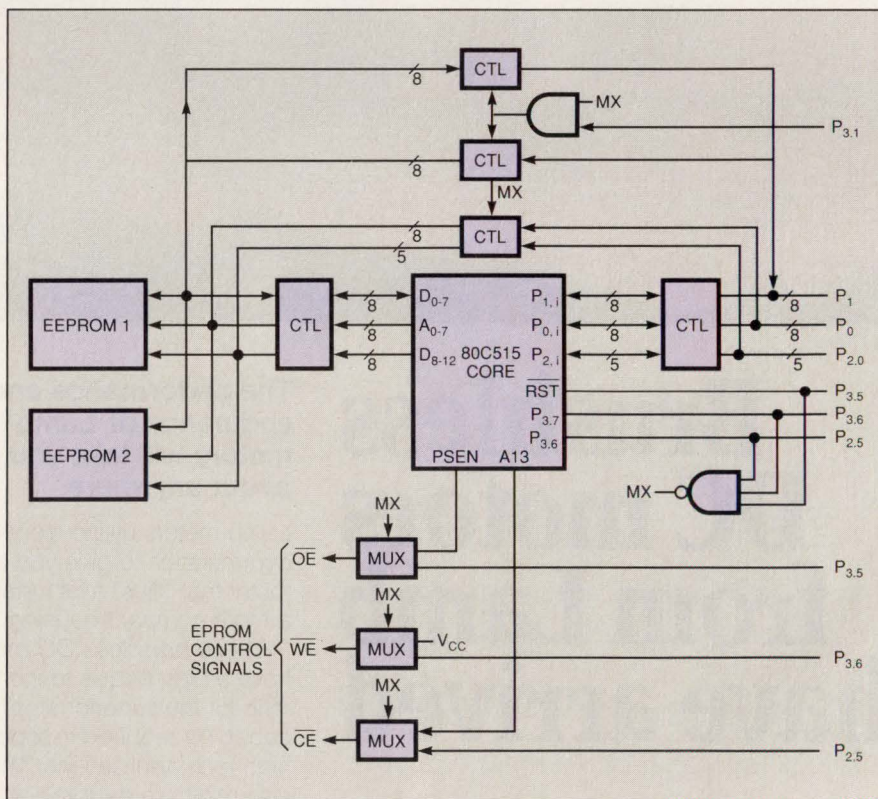 CTL
8
MX
P3.1
CTL
8
MX
CTL
8
5
EEPROM 1
CTL
8
8
8
D0-7
A0-7
D8-12
80C515
CORE
P1, i
P0, i
P2, i
RST
P3.7
P3.6
PSEN A13
8
8
5
CTL
8
8
5
P1
P0
P2.0
P3.5
P3.6
P2.5
EEPROM 2
MX
MX
OE
MUX
P3.5
MX
EPROM
CONTROL
SIGNALS
WE
MUX
VCC
P3.6
MX
CE
MUX
P2.5